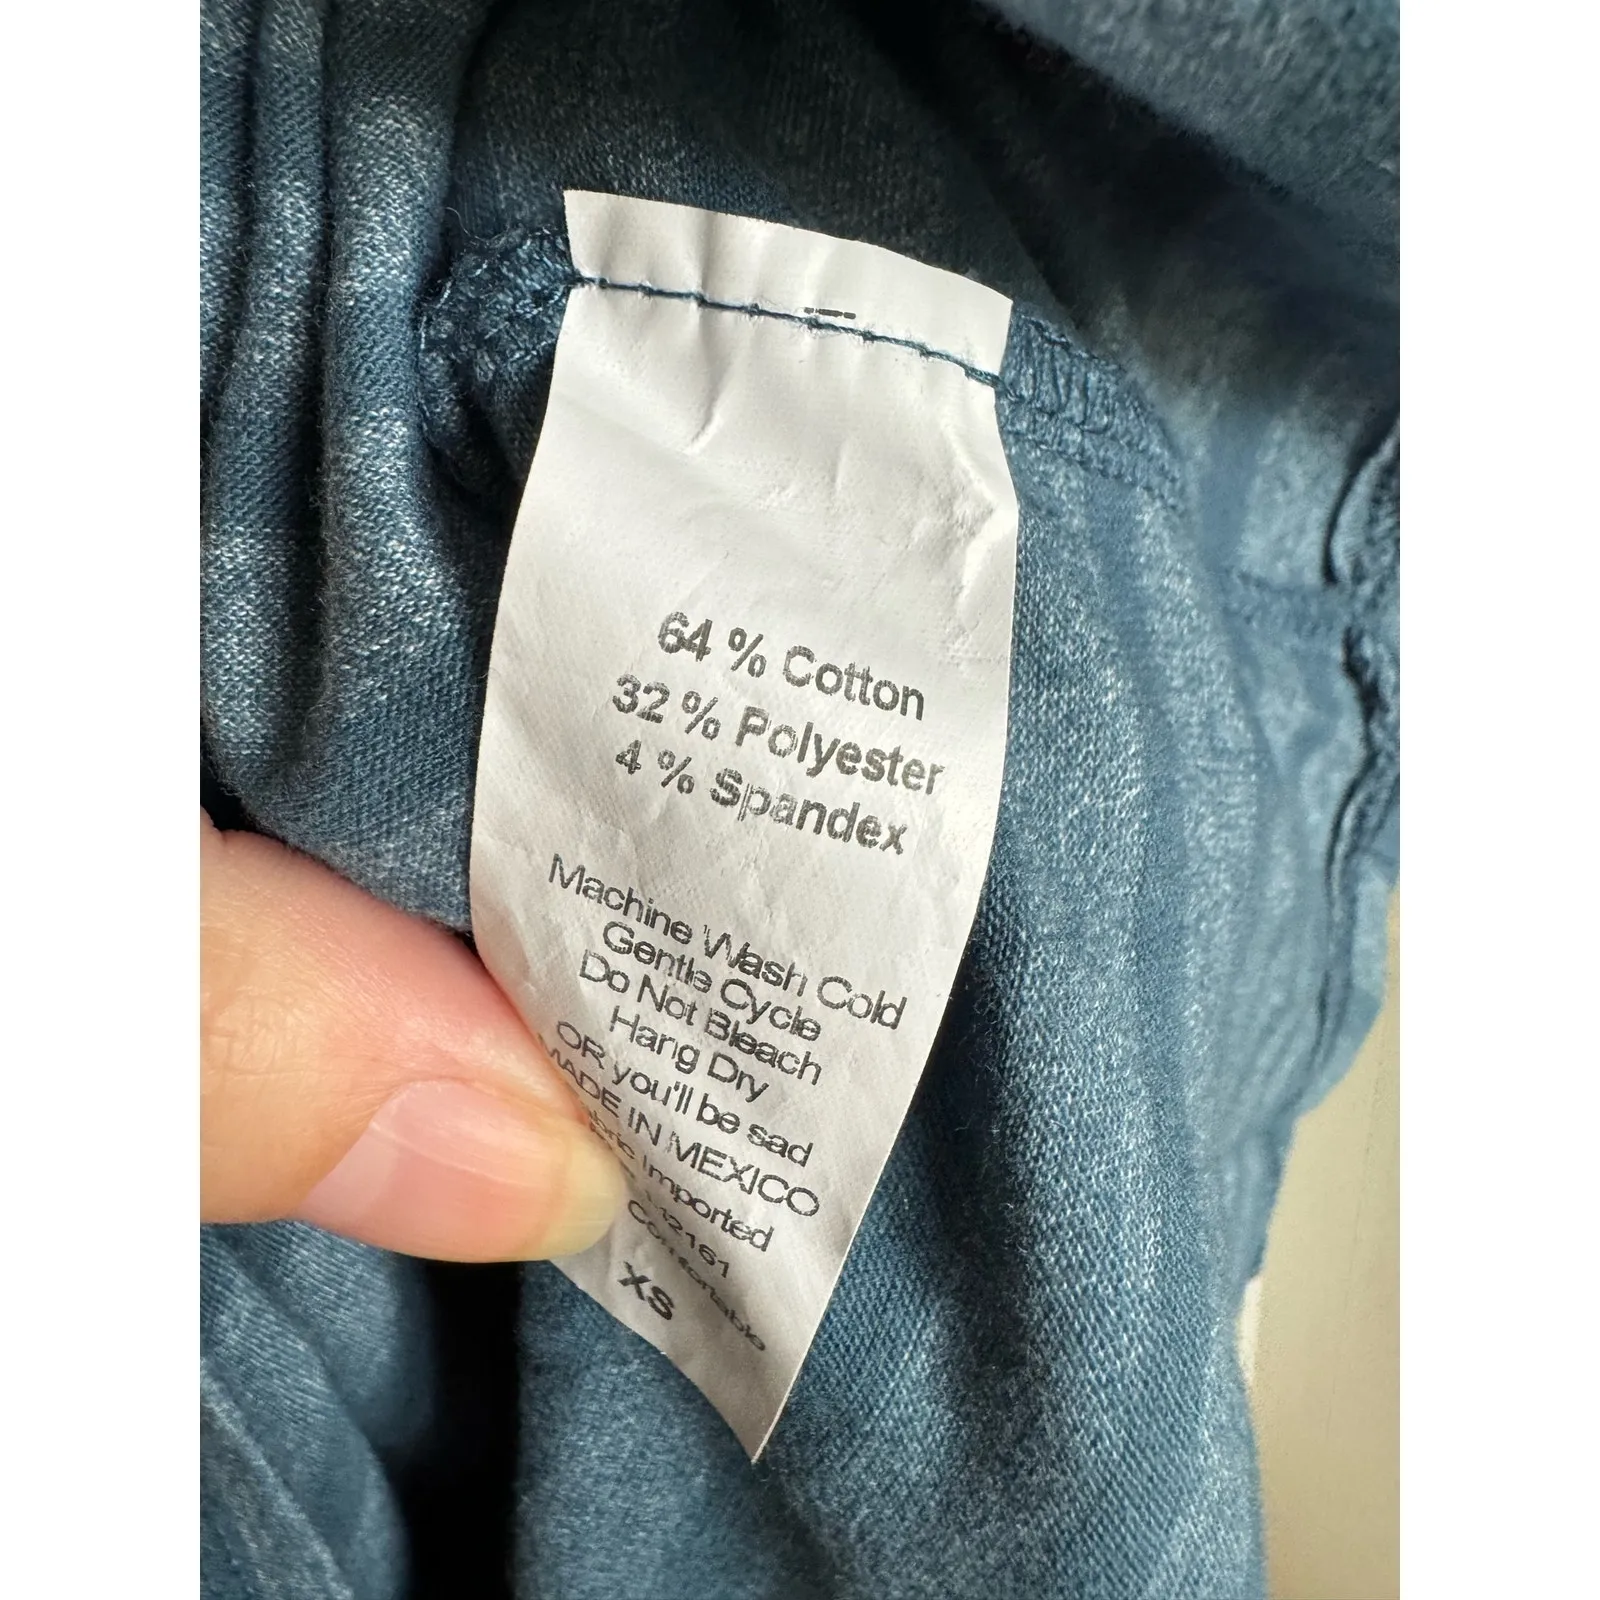 64 % Cotton
32 % Polyester
4 % Spandex
Machine Wash Cold
Gentle Cycle
Do Not Bleach
Hang Dry
OR you'll be sad
MADE IN MEXICO
Imported
Comfortable
XS